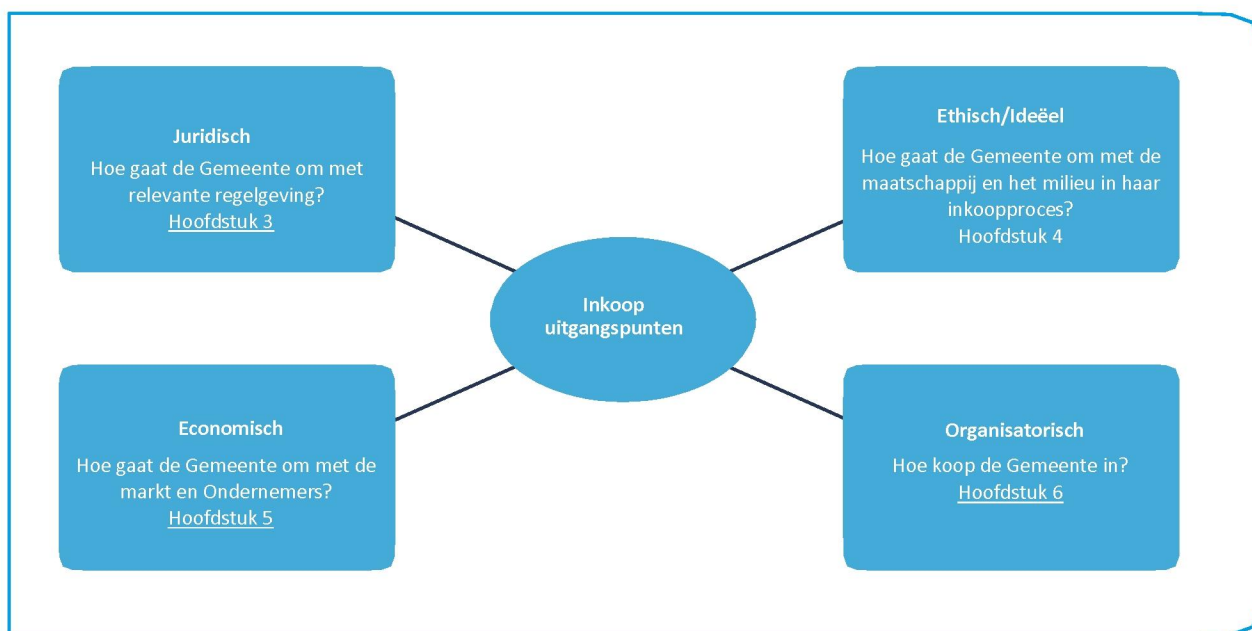 Juridisch
Hoe gaat de Gemeente om met
relevante regelgeving?
Hoofdstuk 3
Ethisch/Ideëel
Hoe gaat de Gemeente om met de
maatschappij en het milieu in haar
inkoopproces?
Hoofdstuk 4
Inkoop
uitgangspunten
Economisch
Hoe gaat de Gemeente om met de
markt en Ondernemers?
Hoofdstuk 5
Organisatorisch
Hoe koop de Gemeente in?
Hoofdstuk 6